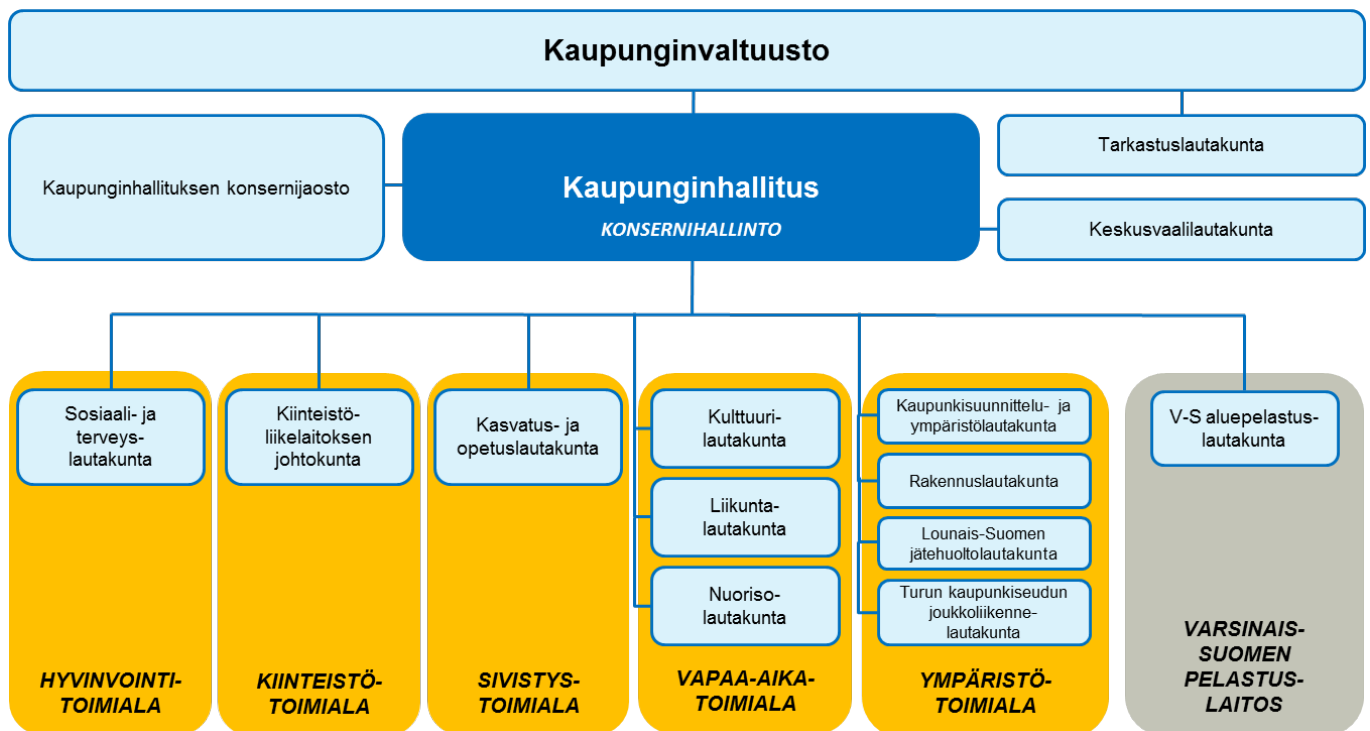 Kaupunginvaltuusto
Kaupunginhallituksen konsernijaosto
Kaupunginhallitus
KONSERNIHALLINTO
Tarkastuslautakunta
Keskusvaalilautakunta
Sosiaali- ja
terveys-
lautakunta
HYVINVOINTI-
TOIMIALA
Kiinteistö-
liikelaitoksen
johtokunta
KIINTEISTÖ-
TOIMIALA
Kasvatus- ja
opetuslautakunta
SIVISTYS-
TOIMIALA
Kulttuuri-
lautakunta
Liikunta-
lautakunta
Nuoriso-
lautakunta
VAPAA-AIKA-
TOIMIALA
Kaupunkisuunnittelu- ja
ympäristölautakunta
Rakennuslautakunta
Lounais-Suomen
jätehuoltolautakunta
Turun kaupunkiseudun
joukkoliikenne-
lautakunta
YMPÄRISTÖ-
TOIMIALA
V-S aluepelastus-
lautakunta
VARSINAIS-
SUOMEN
PELASTUS-
LAITOS